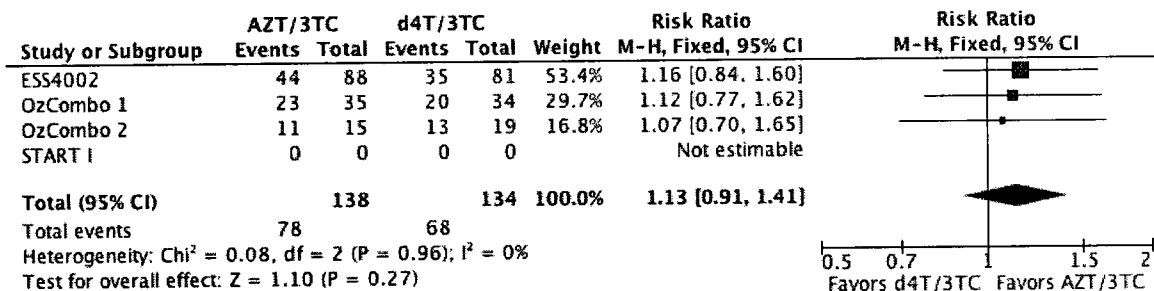 AZT/3TC d4T/3TC Risk Ratio Risk Ratio
Study or Subgroup Events Total Events Total Weight M-H, Fixed, 95% CI M-H, Fixed, 95% CI
ESS4002 44 88 35 81 53.4% 1.16 [0.84, 1.60]
OzCombo 1 23 35 20 34 29.7% 1.12 [0.77, 1.62]
OzCombo 2 11 15 13 19 16.8% 1.07 [0.70, 1.65]
START I 0 0 0 0 Not estimable
Total (95% CI) 138 134 100.0% 1.13 [0.91, 1.41]
Total events 78 68
Heterogeneity: Chi² = 0.08, df = 2 (P = 0.96); I² = 0%
Test for overall effect: Z = 1.10 (P = 0.27)
0.5 0.7 1 1.5 2
Favors d4T/3TC Favors AZT/3TC